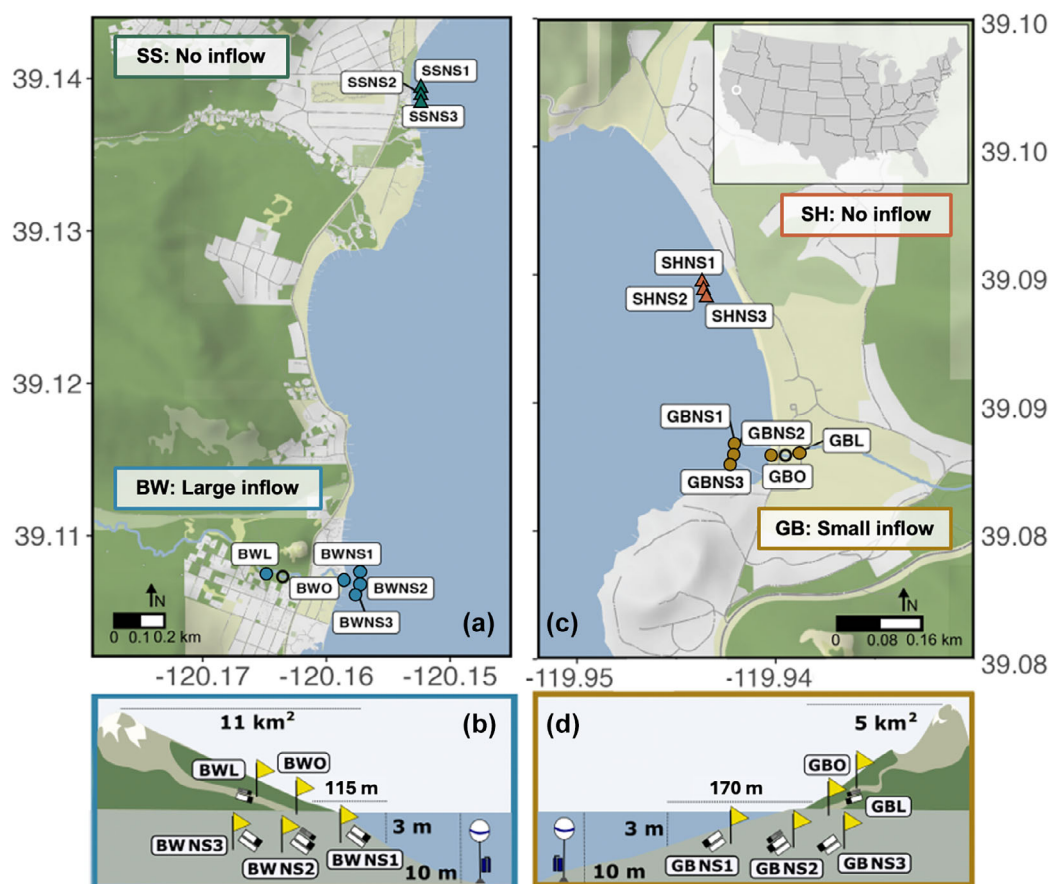 SS: No inflow
SSNS1
SSNS2
SSNS3
39.14
39.13
39.12
39.11
BW: Large inflow
BWL
BWNS1
BWO
BWNS2
BWNS3
N
0 0.1 0.2 km
(a)
-120.17 -120.16 -120.15
39.10
39.10
39.09
39.09
39.08
39.08
SH: No inflow
SHNS1
SHNS2
SHNS3
GBNS1
GBNS2
GBL
GBNS3
GBO
GB: Small inflow
N
0 0.08 0.16 km
(c)
-119.95 -119.94
11 km²
(b)
BWL
BWO
115 m
3 m
BWNS3
BWNS2
BWNS1
10 m
(d)
5 km²
GBO
170 m
GBL
3 m
10 m
GBNS1
GBNS2
GBNS3